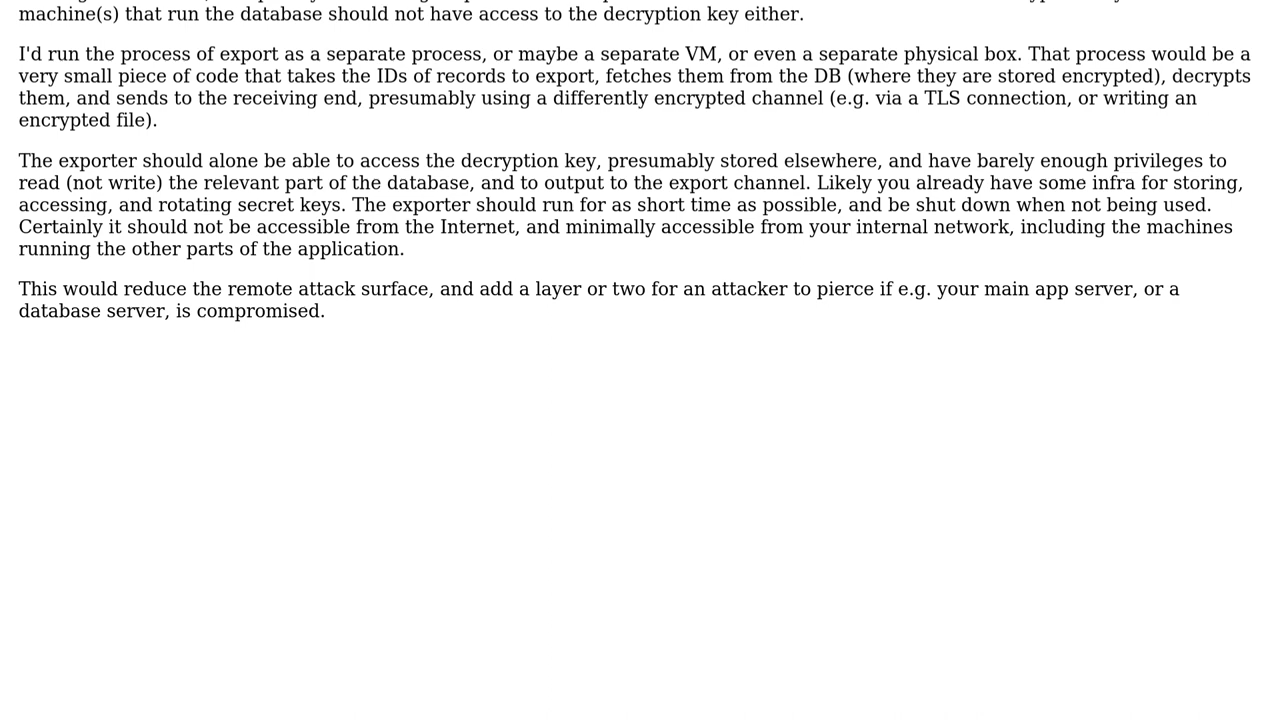 machine(s) that run the database should not have access to the decryption key either.
I'd run the process of export as a separate process, or maybe a separate VM, or even a separate physical box. That process would be a
very small piece of code that takes the IDs of records to export, fetches them from the DB (where they are stored encrypted), decrypts
them, and sends to the receiving end, presumably using a differently encrypted channel (e.g. via a TLS connection, or writing an
encrypted file).
The exporter should alone be able to access the decryption key, presumably stored elsewhere, and have barely enough privileges to
read (not write) the relevant part of the database, and to output to the export channel. Likely you already have some infra for storing,
accessing, and rotating secret keys. The exporter should run for as short time as possible, and be shut down when not being used.
Certainly it should not be accessible from the Internet, and minimally accessible from your internal network, including the machines
running the other parts of the application.
This would reduce the remote attack surface, and add a layer or two for an attacker to pierce if e.g. your main app server, or a
database server, is compromised.